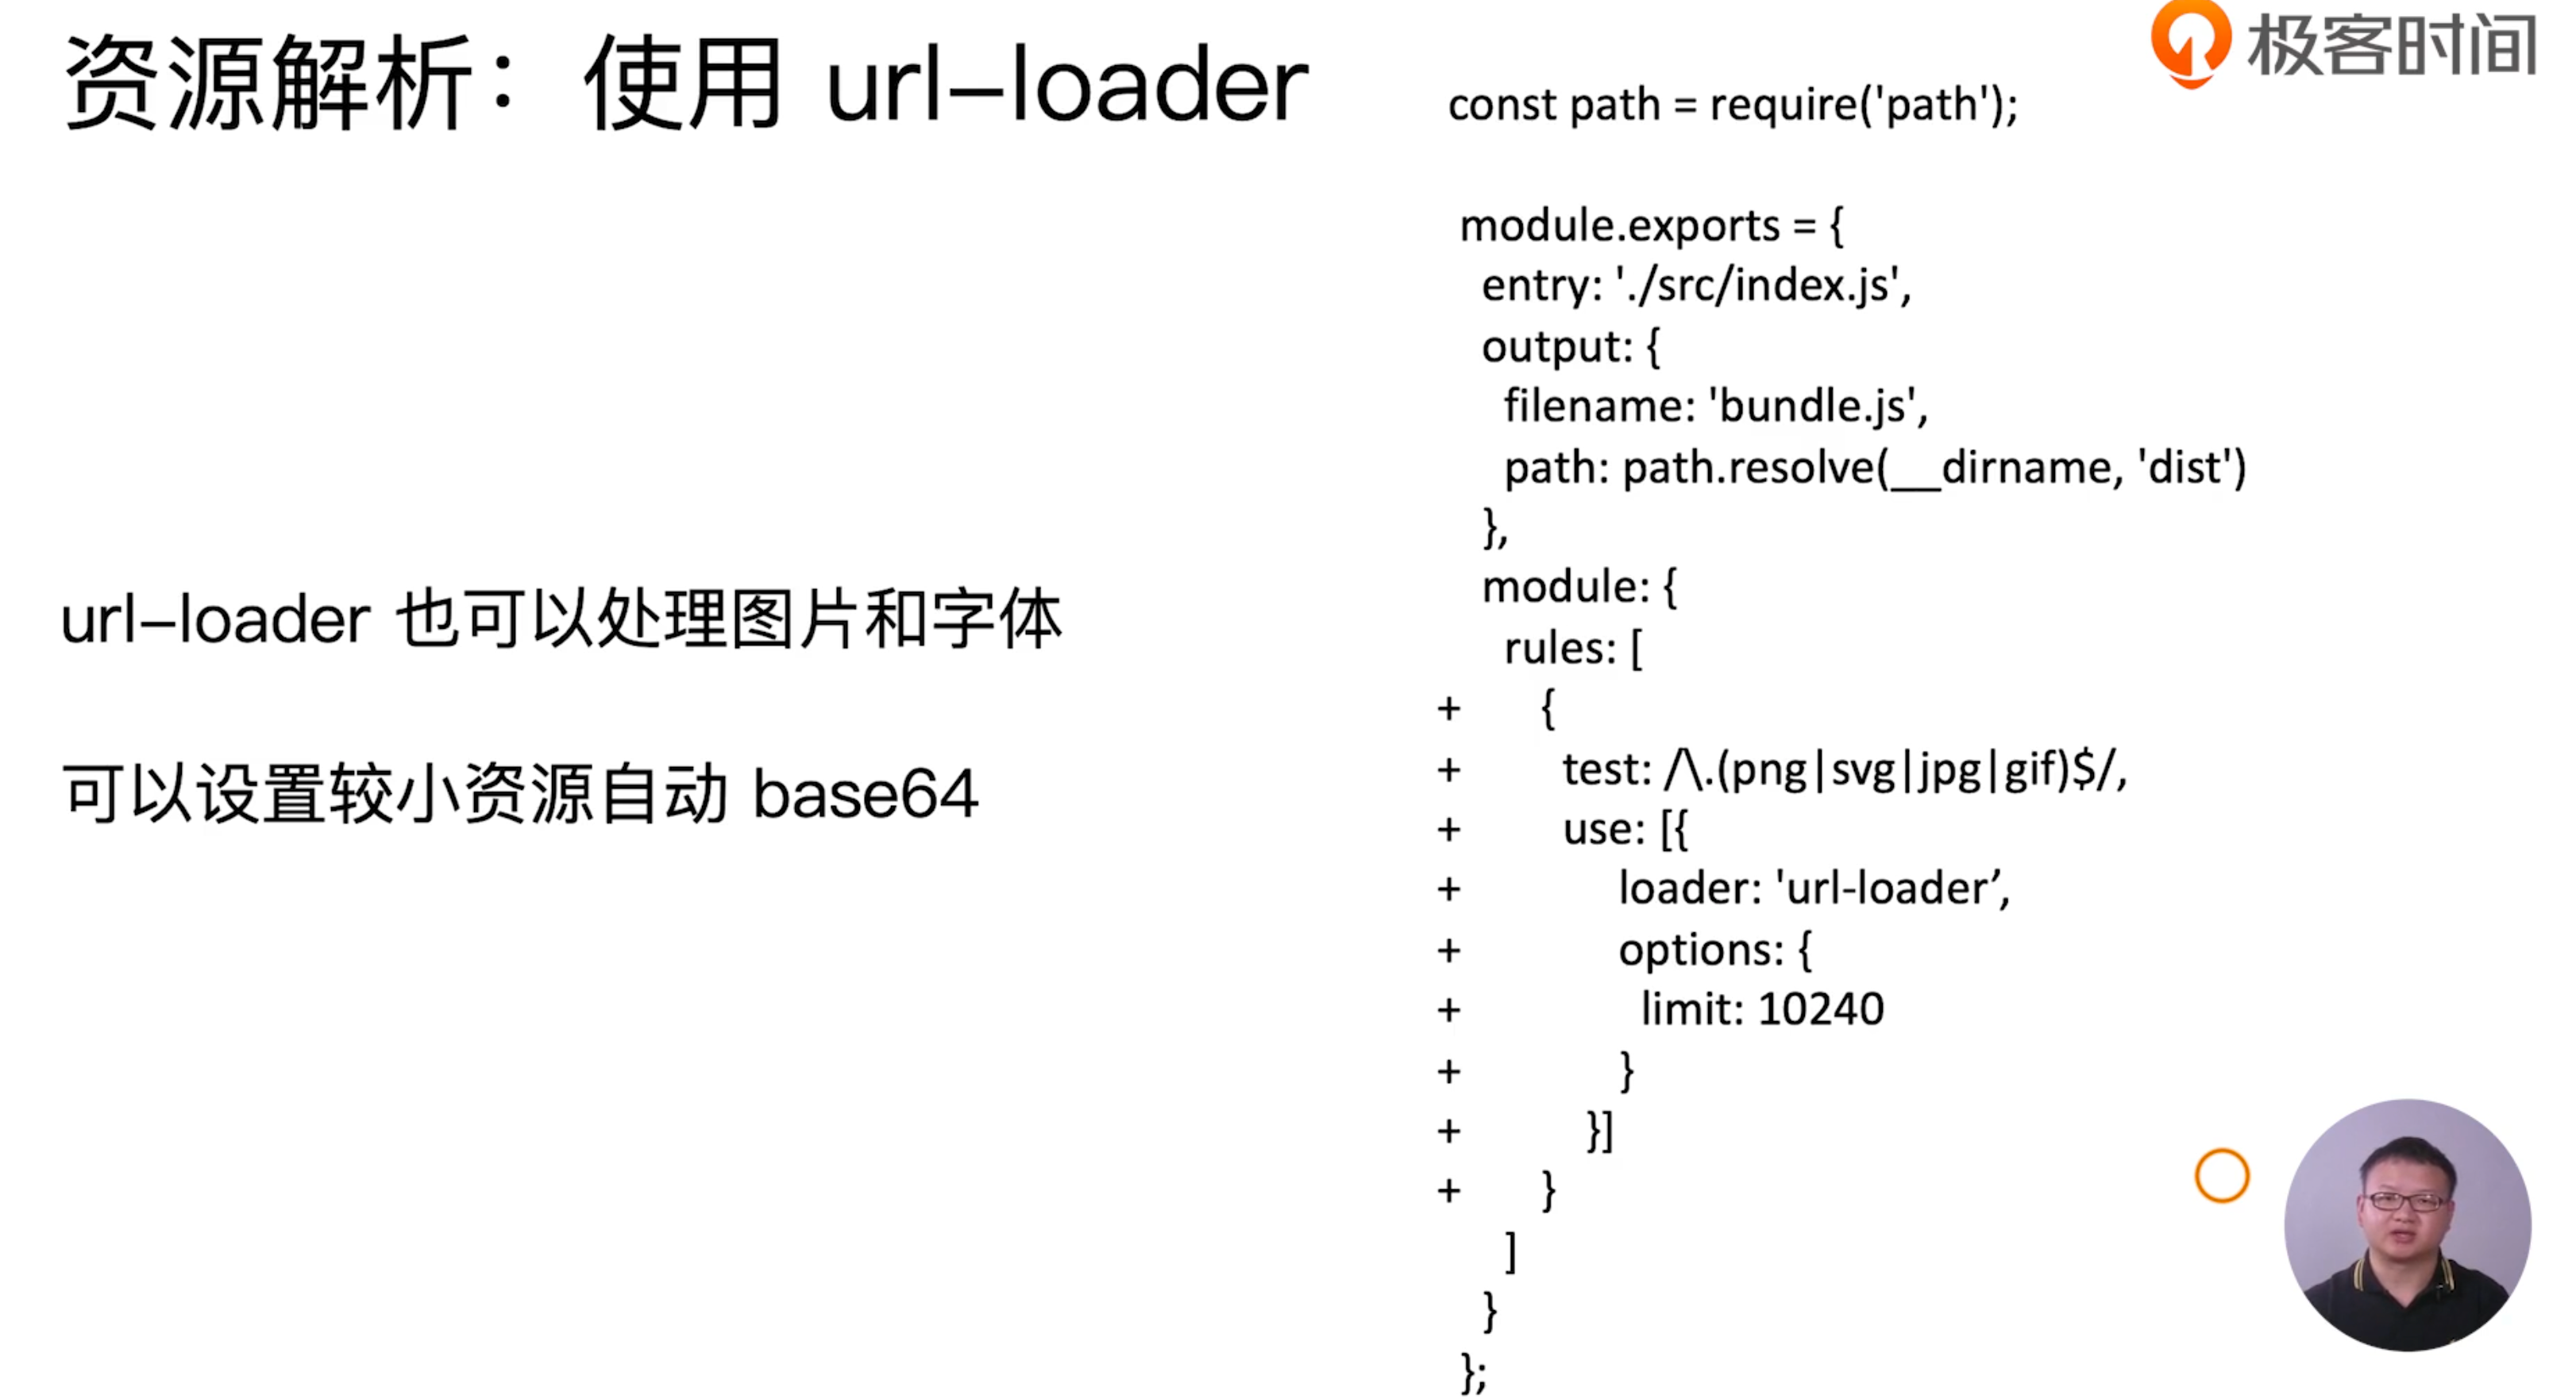 资源解析：使用 url-loader
极客时间
url-loader 也可以处理图片和字体
可以设置较小资源自动 base64
const path = require('path');
module.exports = {
entry: './src/index.js',
output: {
filename: 'bundle.js',
path: path.resolve(__dirname, 'dist')
},
module: {
rules: [
+ {
+ test: /\.(png|svg|jpg|gif)$/,
+ use: [{
+ loader: 'url-loader’,
+ options: {
+ limit: 10240
+ }
+ }]
+ }
]
}
};